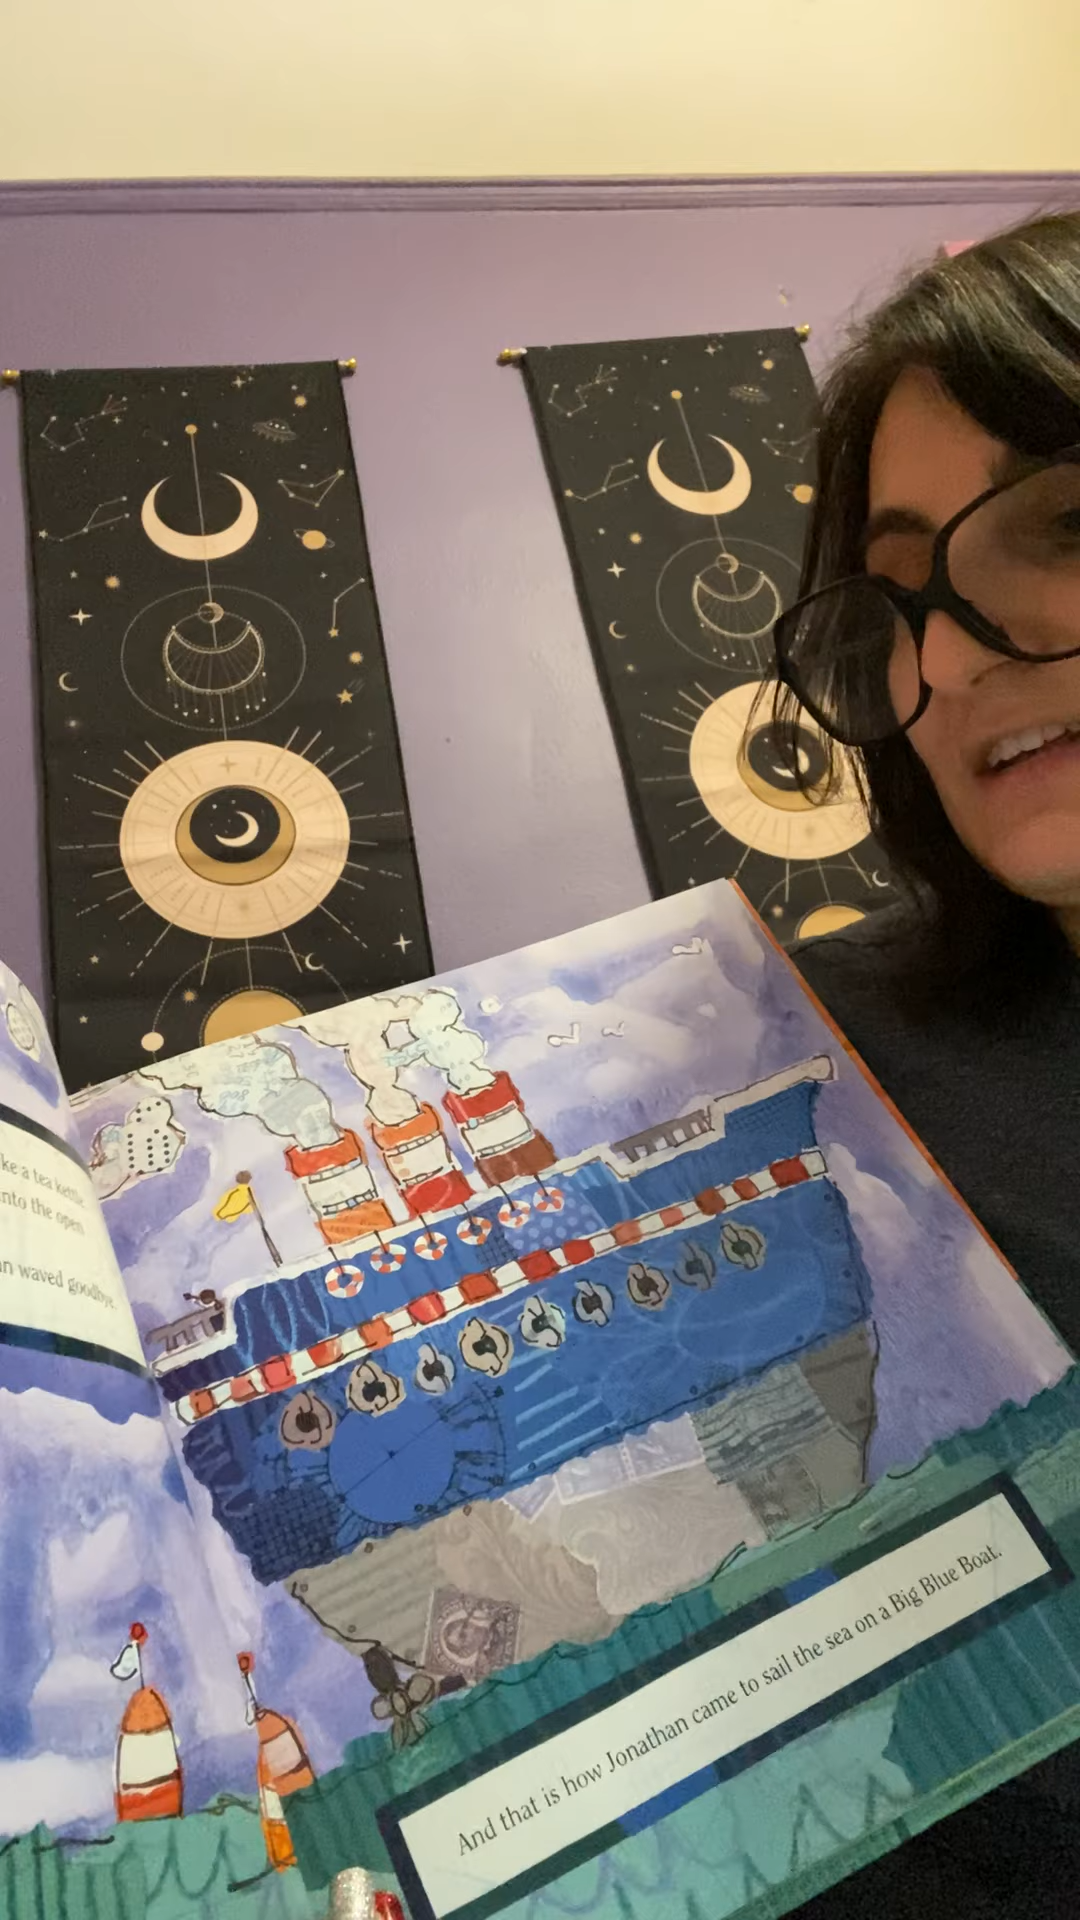 ke a tea kettle
into the open
n waved goodbye.
And that is how Jonathan came to sail the sea on a Big Blue Boat.